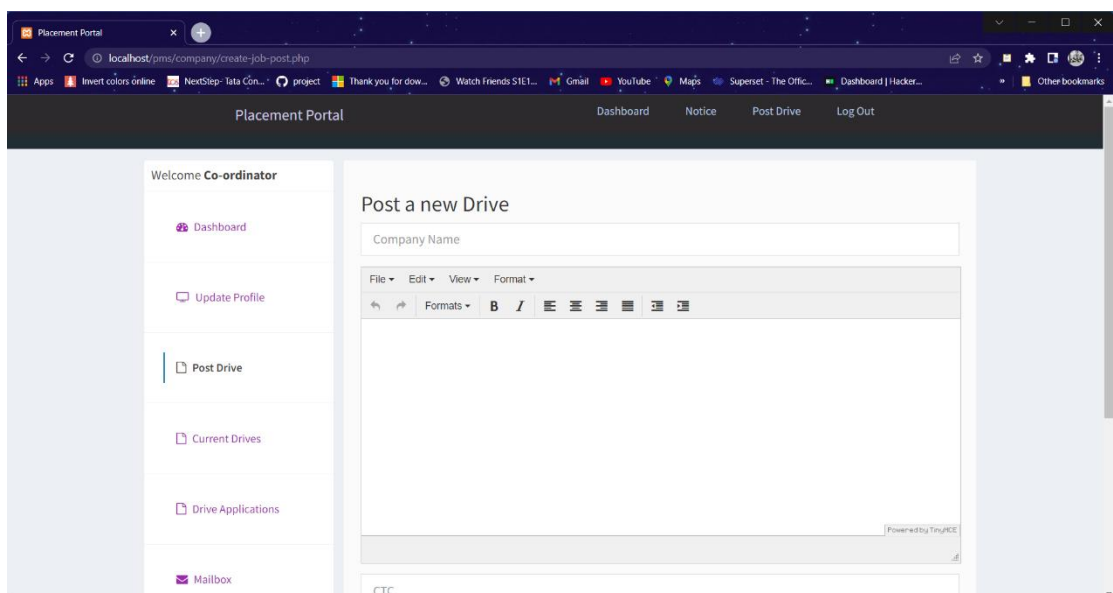 Placement Portal
localhost/pms/company/create-job-post.php
Apps Invert colors online NextStep- Tata Con... project Thank you for dow... Watch Friends S1E1... Gmail YouTube Maps Superset - The Offic... Dashboard | Hacker... » Other bookmarks
Placement Portal Dashboard Notice Post Drive Log Out
Welcome Co-ordinator
Post a new Drive
Dashboard
Company Name
File Edit View Format
Update Profile
Formats B I
Post Drive
Current Drives
Drive Applications
Powered by TinyMCE
Mailbox
CTC